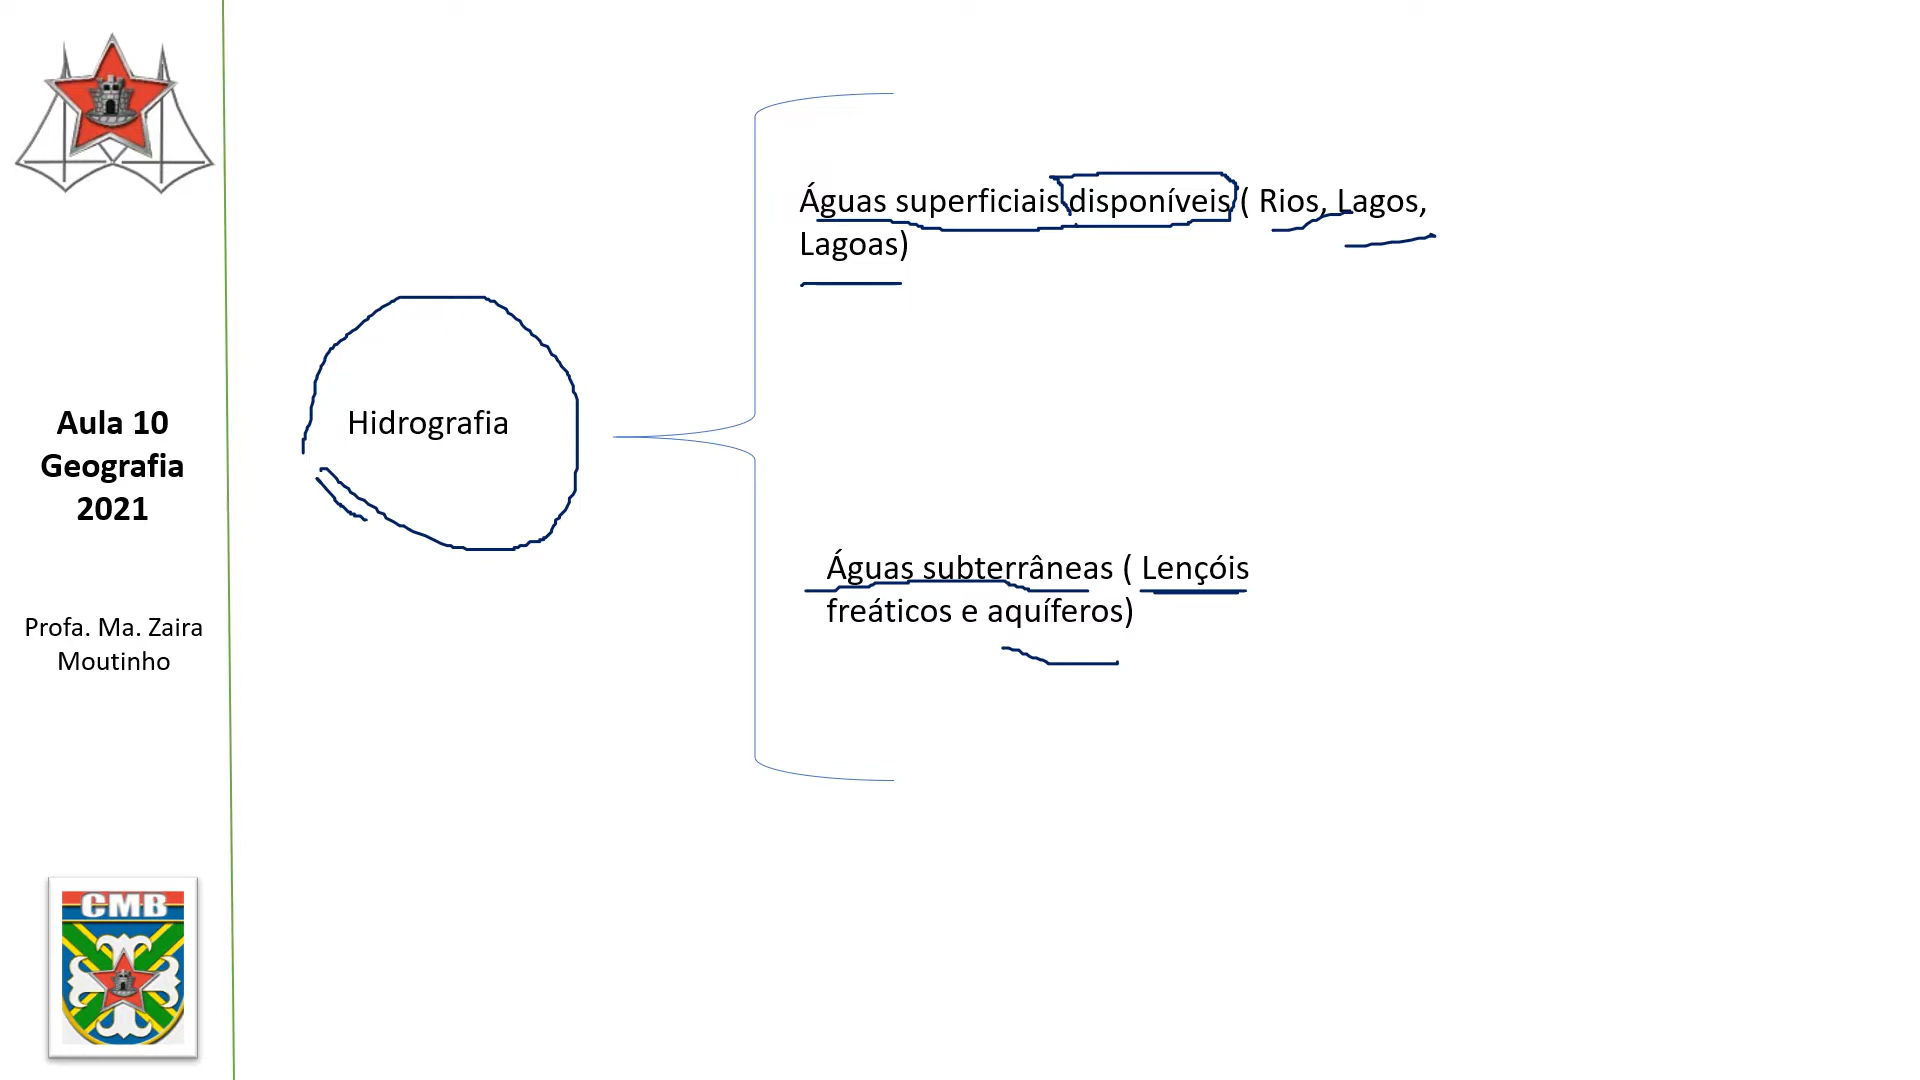 Aula 10
Geografia
2021
Profa. Ma. Zaira
Moutinho
CMB
Hidrografia
Águas superficiais disponíveis ( Rios, Lagos,
Lagoas)
Águas subterrâneas ( Lençóis
freáticos e aquíferos)